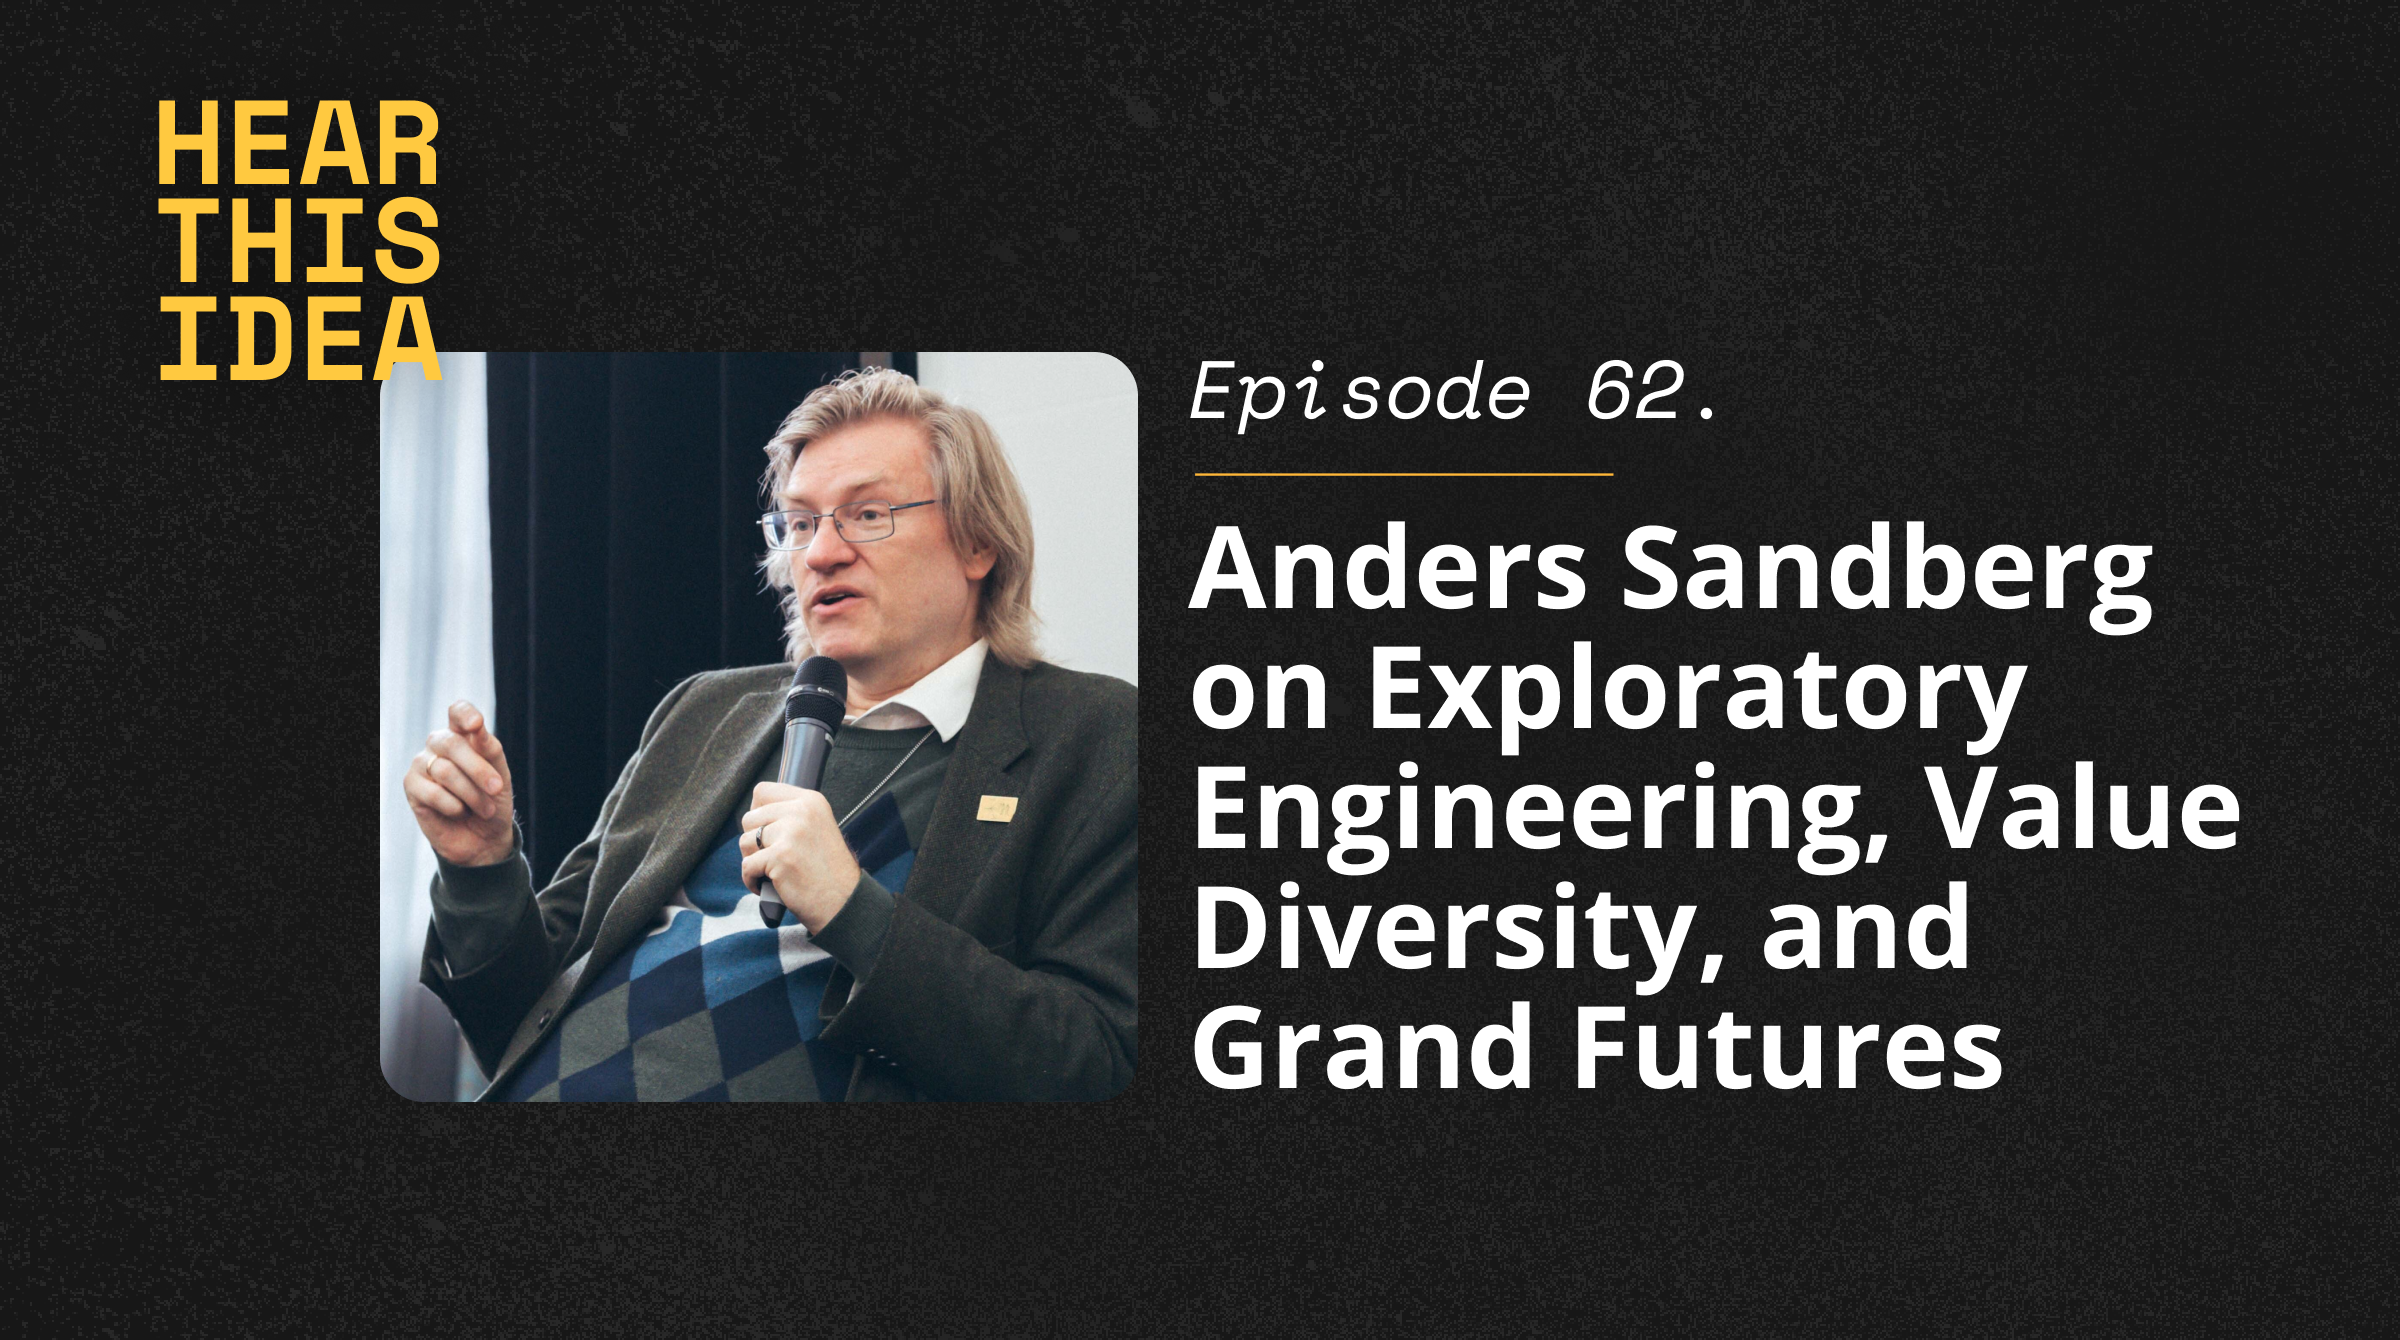 HEAR
THIS
IDEA
Episode 62.
Anders Sandberg
on Exploratory
Engineering, Value
Diversity, and
Grand Futures